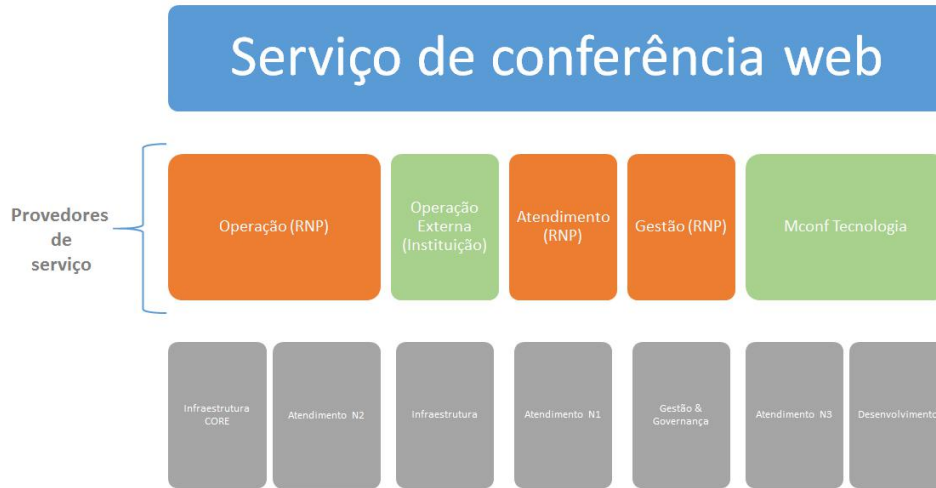 Serviço de conferência web
Provedores
de
serviço
Operação (RNP)
Operação
Externa
(Instituição)
Atendimento
(RNP)
Gestão (RNP)
Mconf Tecnologia
Infraestrutura
CORE
Atendimento N2
Infraestrutura
Atendimento N1
Gestão &
Governança
Atendimento N3
Desenvolvimento